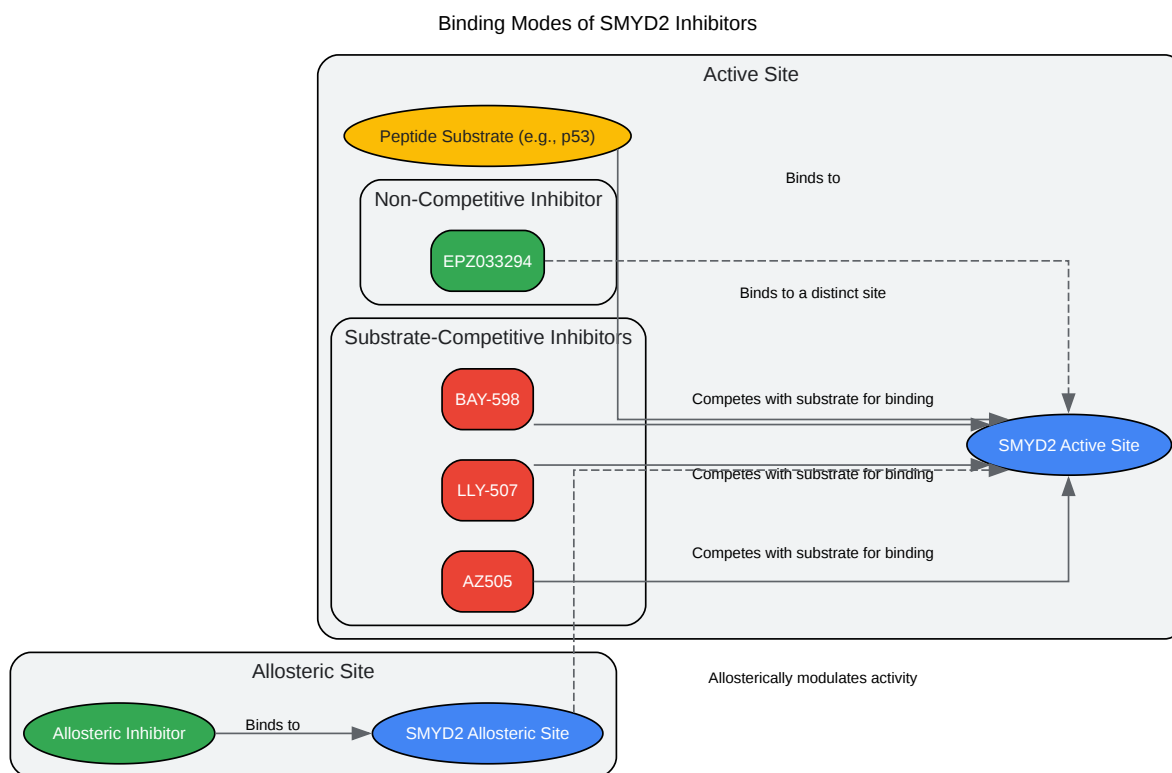 Binding Modes of SMYD2 Inhibitors
Active Site
Peptide Substrate (e.g., p53)
Binds to
Non-Competitive Inhibitor
EPZ033294
Binds to a distinct site
Substrate-Competitive Inhibitors
BAY-598
Competes with substrate for binding
SMYD2 Active Site
LLY-507
Competes with substrate for binding
AZ505
Competes with substrate for binding
Allosteric Site
Allosterically modulates activity
Allosteric Inhibitor
Binds to
SMYD2 Allosteric Site